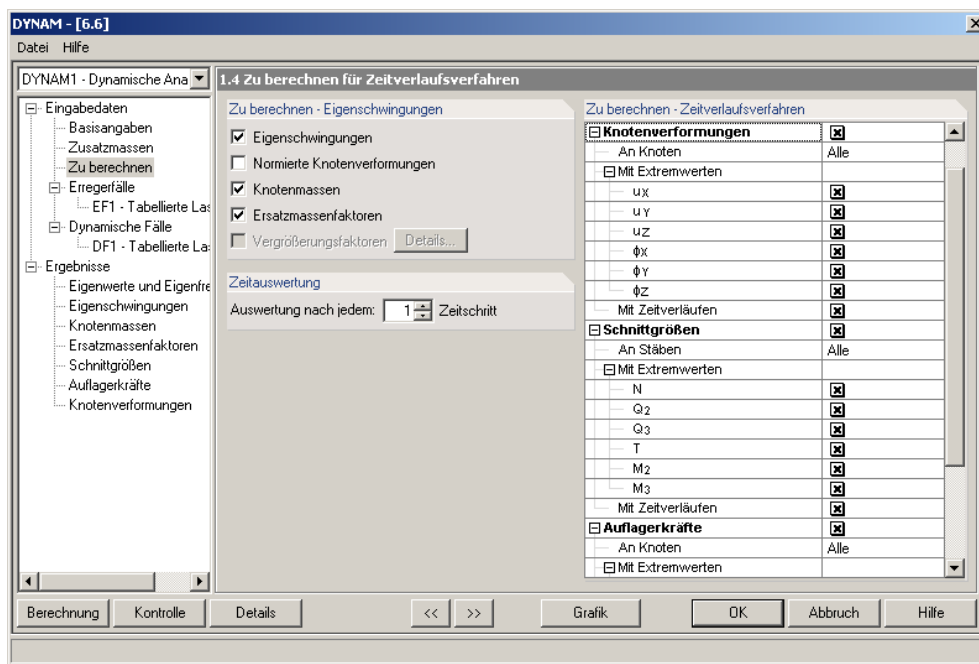 DYNAM - [6.6]
Datei Hilfe
DYNAM1 - Dynamische Ana
Eingabedaten
Basisangaben
Zusatzmassen
Zu berechnen
Erregerfälle
EF1 - Tabellierte Las
Dynamische Fälle
DF1 - Tabellierte La
Ergebnisse
Eigenwerte und Eigenfre
Eigenschwingungen
Knotenmassen
Ersatzmassenfaktoren
Schnittgrößen
Auflagerkräfte
Knotenverformungen
1.4 Zu berechnen für Zeitverlaufsverfahren
Zu berechnen - Eigenschwingungen
Eigenschwingungen
Normierte Knotenverformungen
Knotenmassen
Ersatzmassenfaktoren
Vergrößerungsfaktoren Details...
Zeitauswertung
Auswertung nach jedem: 1 Zeitschritt
Zu berechnen - Zeitverlaufsverfahren
Knotenverformungen
An Knoten Alle
Mit Extremwerten
uX
uY
uZ
ϕX
ϕY
ϕZ
Mit Zeitverläufen
Schnittgrößen
An Stäben Alle
Mit Extremwerten
N
Q2
Q3
T
M2
M3
Mit Zeitverläufen
Auflagerkräfte
An Knoten Alle
Mit Extremwerten
Berechnung Kontrolle Details << >> Grafik OK Abbruch Hilfe